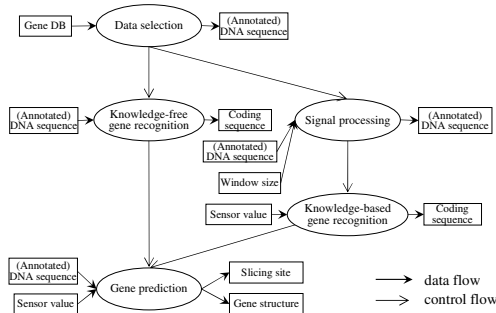 Gene DB
Data selection
(Annotated)
DNA sequence
(Annotated)
DNA sequence
Knowledge-free
gene recognition
Coding
sequence
Signal processing
(Annotated)
DNA sequence
(Annotated)
DNA sequence
Window size
Sensor value
Knowledge-based
gene recognition
Coding
sequence
(Annotated)
DNA sequence
Sensor value
Gene prediction
Slicing site
Gene structure
data flow
control flow